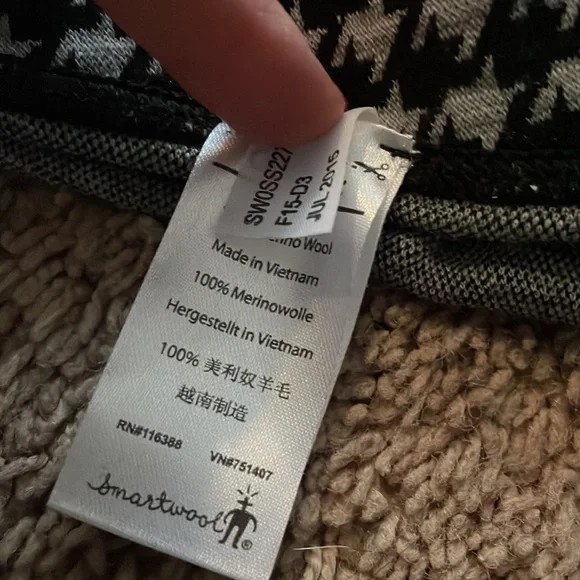 SW0SS227
F15-D3
JUL 2015
Wool
Made in Vietnam
100% Merinowolle
Hergestellt in Vietnam
100% 美利奴羊毛
越南制造
RN#116388
VN#751407
smartwool®